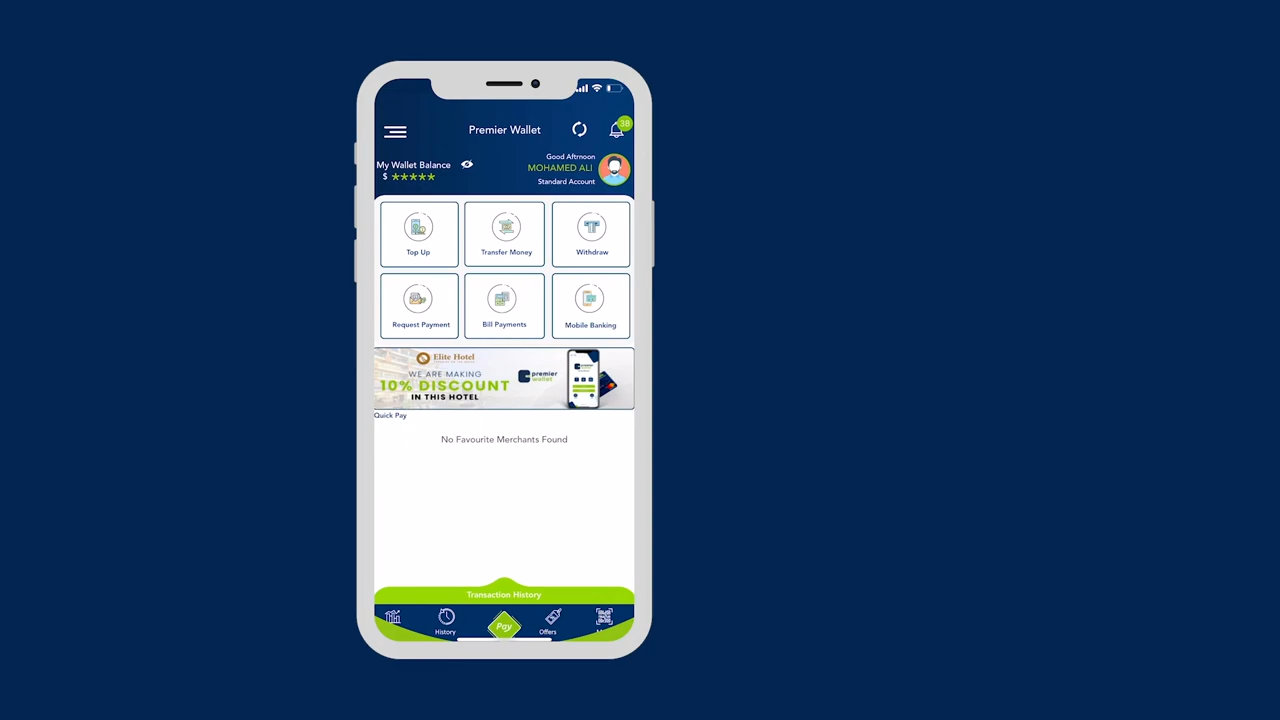 Premier Wallet
38
My Wallet Balance
$ *****
Good Aftrnoon
MOHAMED ALI
Standard Account
Top Up
Transfer Money
Withdraw
Request Payment
Bill Payments
Mobile Banking
Elite Hotel
WE ARE MAKING
10% DISCOUNT
IN THIS HOTEL
premier
wallet
Quick Pay
No Favourite Merchants Found
Transaction History
History
Pay
Offers